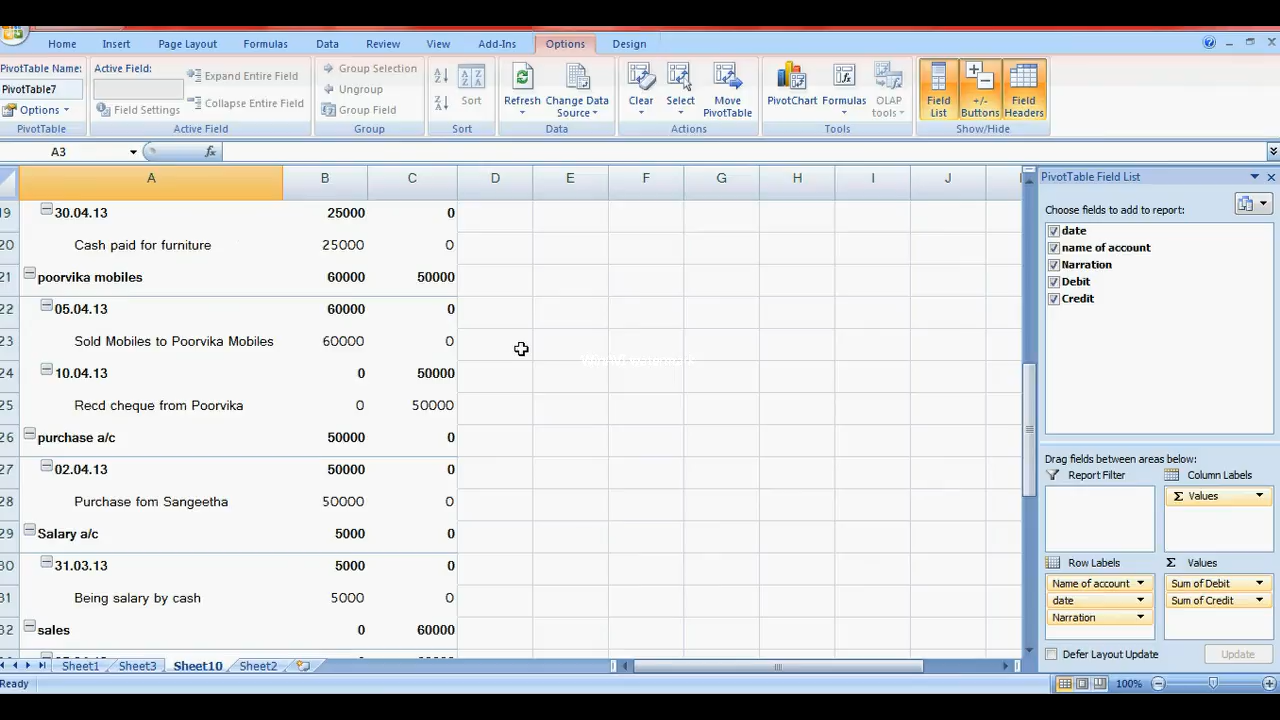 Home Insert Page Layout Formulas Data Review View Add-Ins Options Design
PivotTable Name:
PivotTable7
Options
PivotTable
Active Field:
Field Settings
Expand Entire Field
Collapse Entire Field
Active Field
Group Selection
Ungroup
Group Field
Group
Sort
Sort
Refresh
Change Data Source
Data
Clear
Select
Move PivotTable
Actions
PivotChart
Formulas
OLAP tools
Tools
Field List
+/- Buttons
Field Headers
Show/Hide
A3 fx
A B C D E F G H I J
19 30.04.13 25000 0
20 Cash paid for furniture 25000 0
21 poorvika mobiles 60000 50000
22 05.04.13 60000 0
23 Sold Mobiles to Poorvika Mobiles 60000 0
24 10.04.13 0 50000
25 Recd cheque from Poorvika 0 50000
26 purchase a/c 50000 0
27 02.04.13 50000 0
28 Purchase fom Sangeetha 50000 0
29 Salary a/c 5000 0
30 31.03.13 5000 0
31 Being salary by cash 5000 0
32 sales 0 60000
Sheet1 Sheet3 Sheet10 Sheet2
Ready
100%
PivotTable Field List
Choose fields to add to report:
date
name of account
Narration
Debit
Credit
Drag fields between areas below:
Report Filter
Column Labels
Σ Values
Row Labels
Σ Values
Name of account
Sum of Debit
date
Sum of Credit
Narration
Defer Layout Update
Update